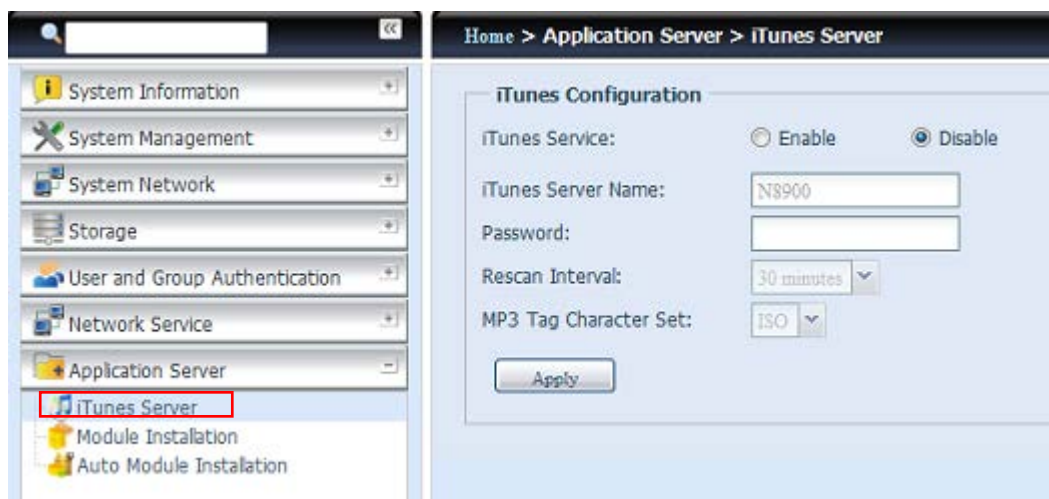 Home > Application Server > iTunes Server
System Information
System Management
System Network
Storage
User and Group Authentication
Network Service
Application Server
iTunes Server
Module Installation
Auto Module Installation
iTunes Configuration
iTunes Service: Enable Disable
iTunes Server Name: N8900
Password:
Rescan Interval: 30 minutes
MP3 Tag Character Set: ISO
Apply